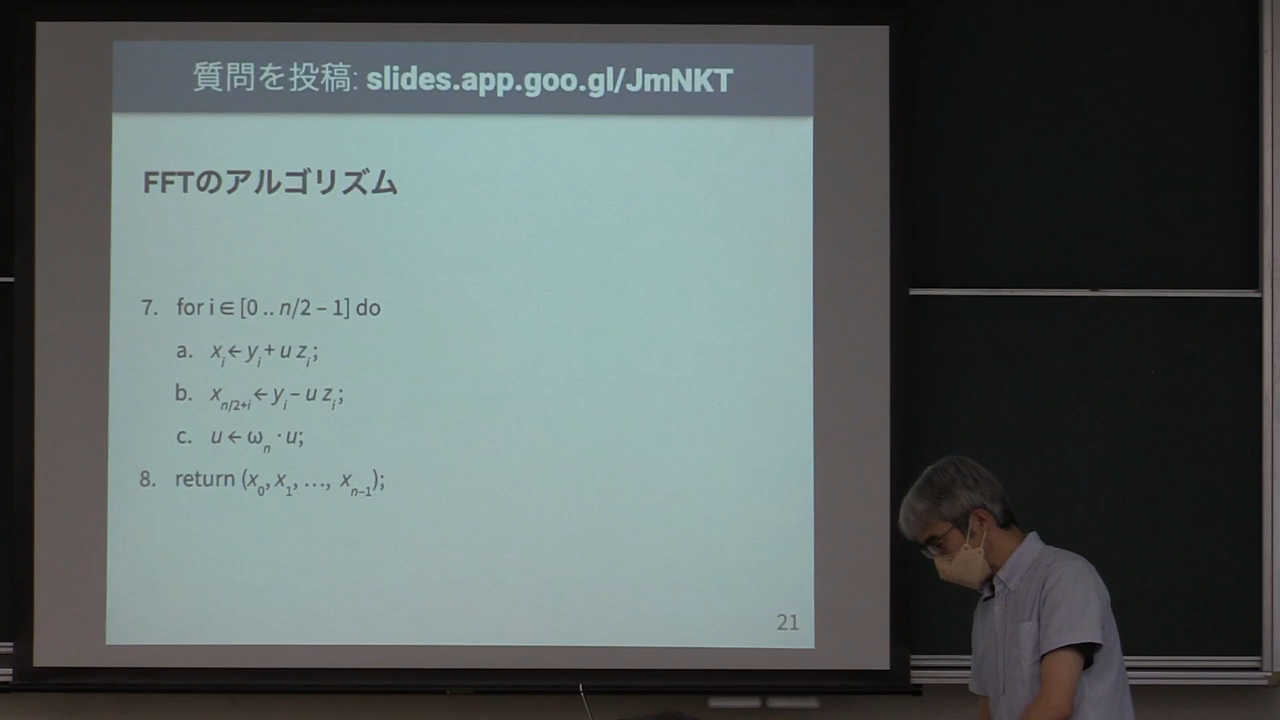 質問を投稿: slides.app.goo.gl/JmNKT
FFTのアルゴリズム
7. for i ∈ [0 .. n/2 – 1] do
a. xᵢ ← yᵢ + u zᵢ;
b. x_{n/2+i} ← yᵢ – u zᵢ;
c. u ← ωₙ · u;
8. return (x₀, x₁, …, x_{n–1});
21